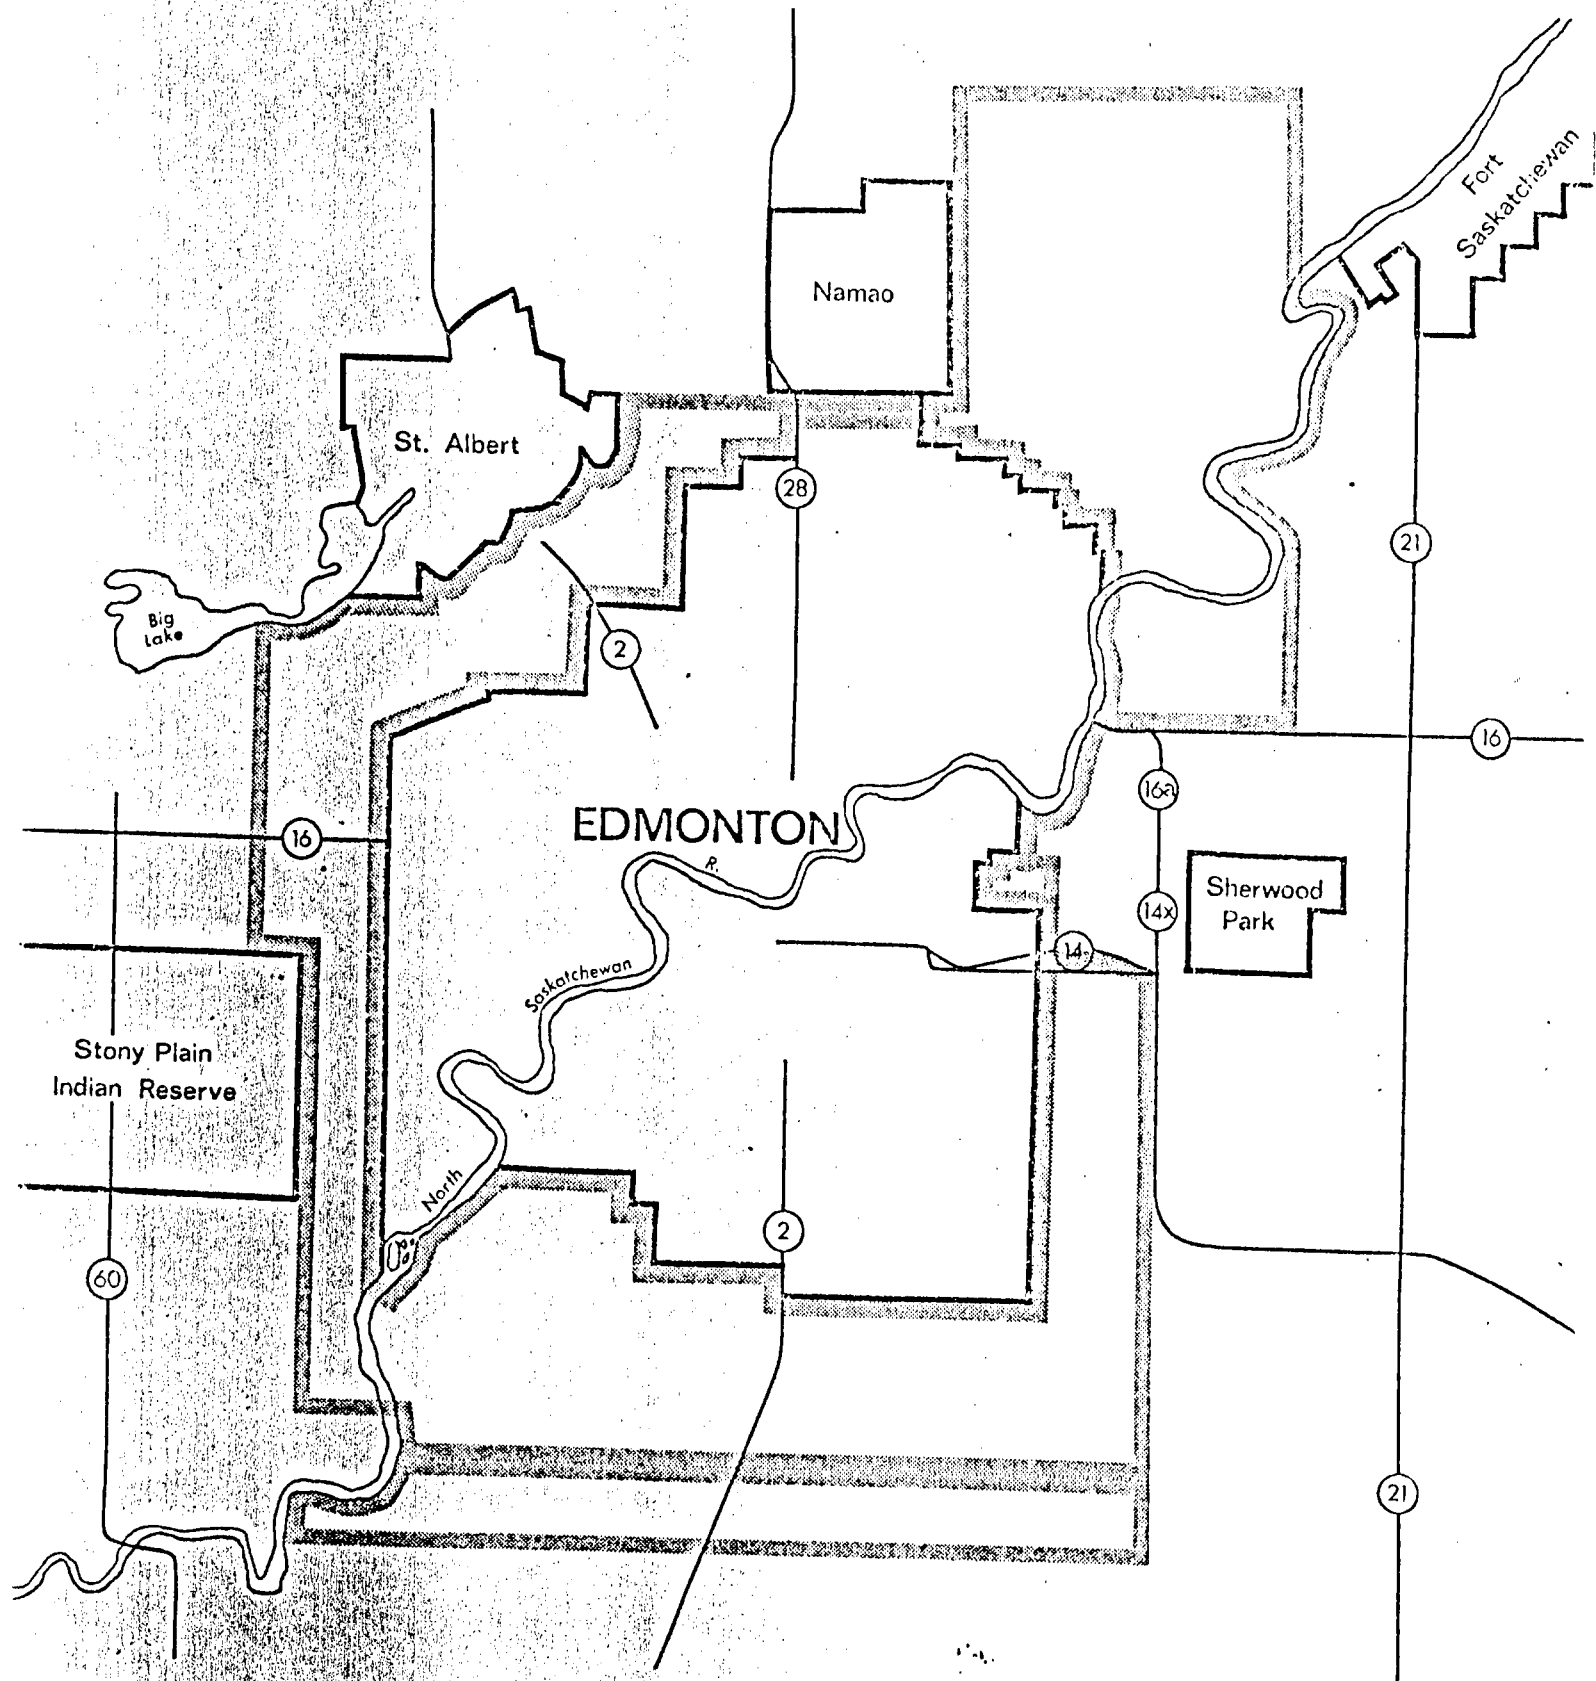 Fort
Saskatchewan
Namao
St. Albert
28
21
Big
Lake
2
16
16a
EDMONTON
16
R.
Sherwood
Park
14x
14
Saskatchewan
Stony Plain
Indian Reserve
North
2
60
21